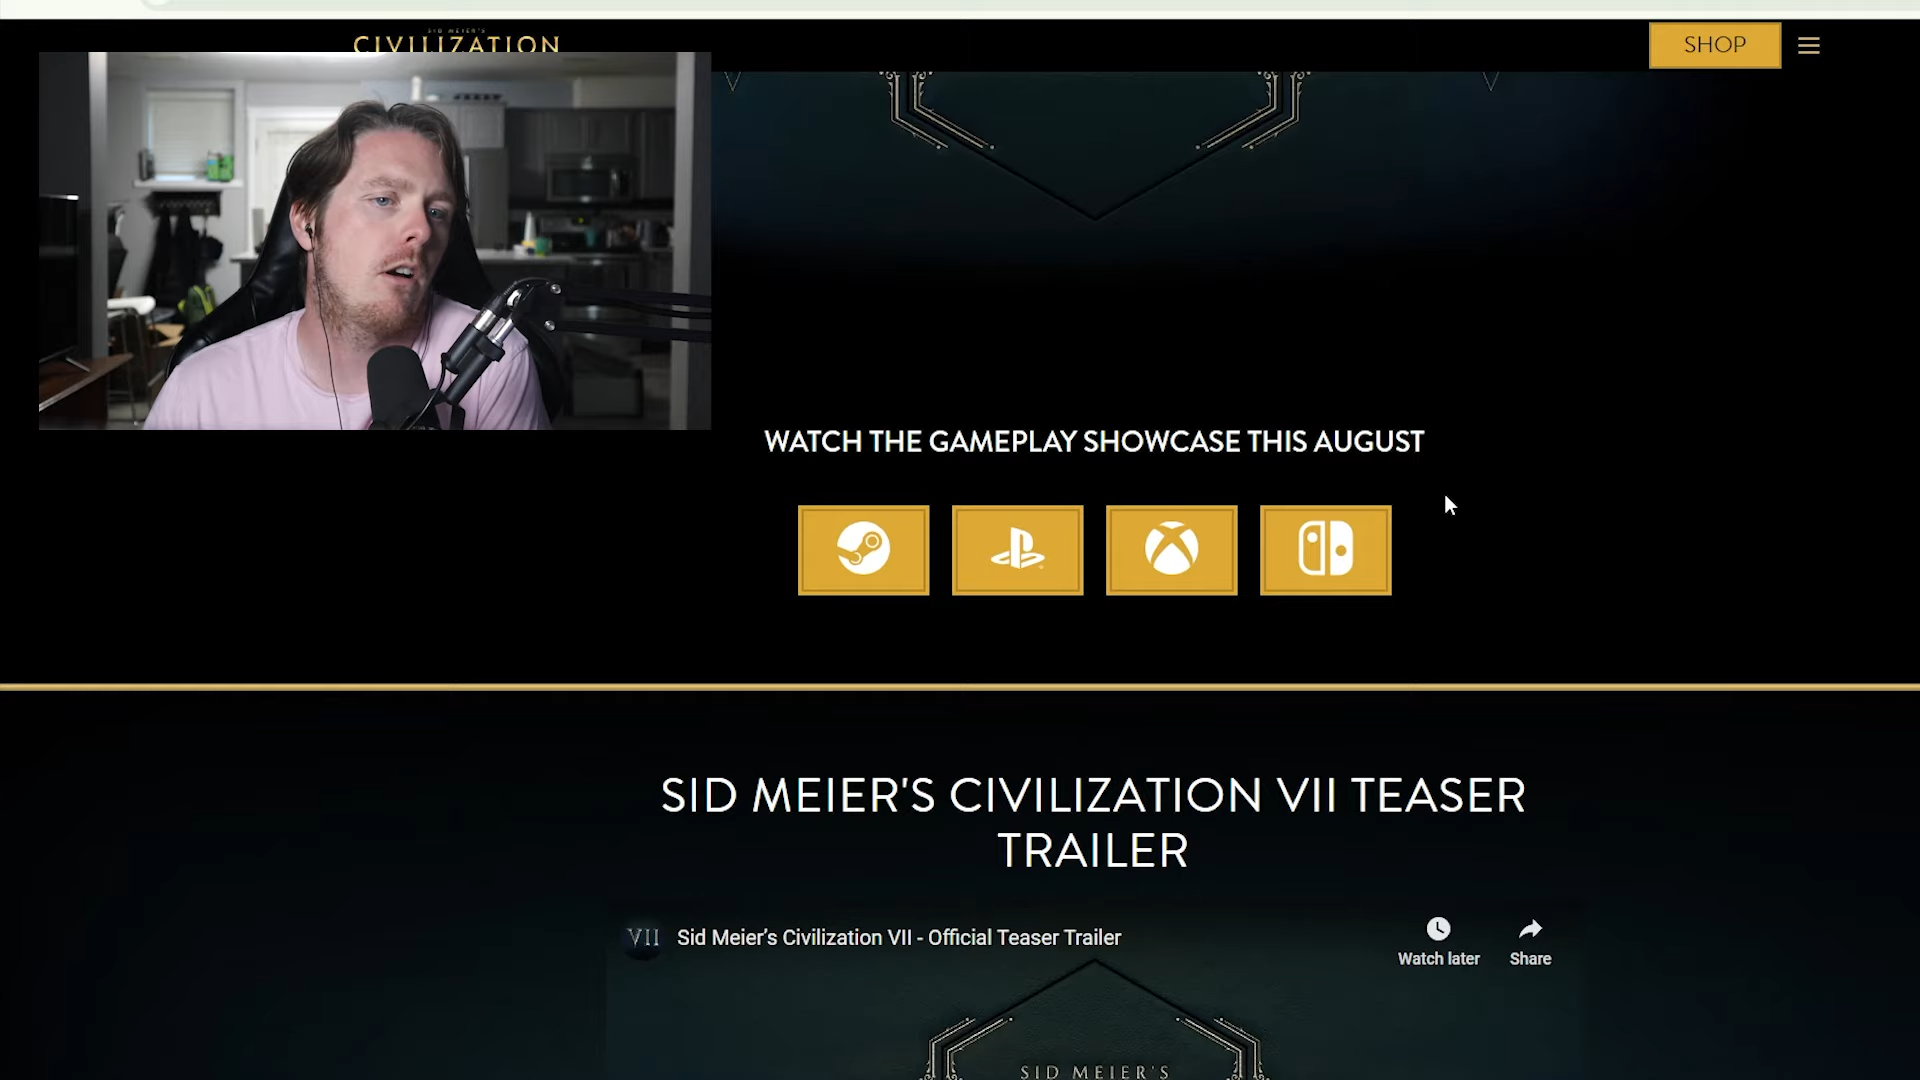 SID MEIER'S
CIVILIZATION
SHOP
WATCH THE GAMEPLAY SHOWCASE THIS AUGUST
SID MEIER'S CIVILIZATION VII TEASER
TRAILER
VII
Sid Meier’s Civilization VII - Official Teaser Trailer
Watch later
Share
SID MEIER'S